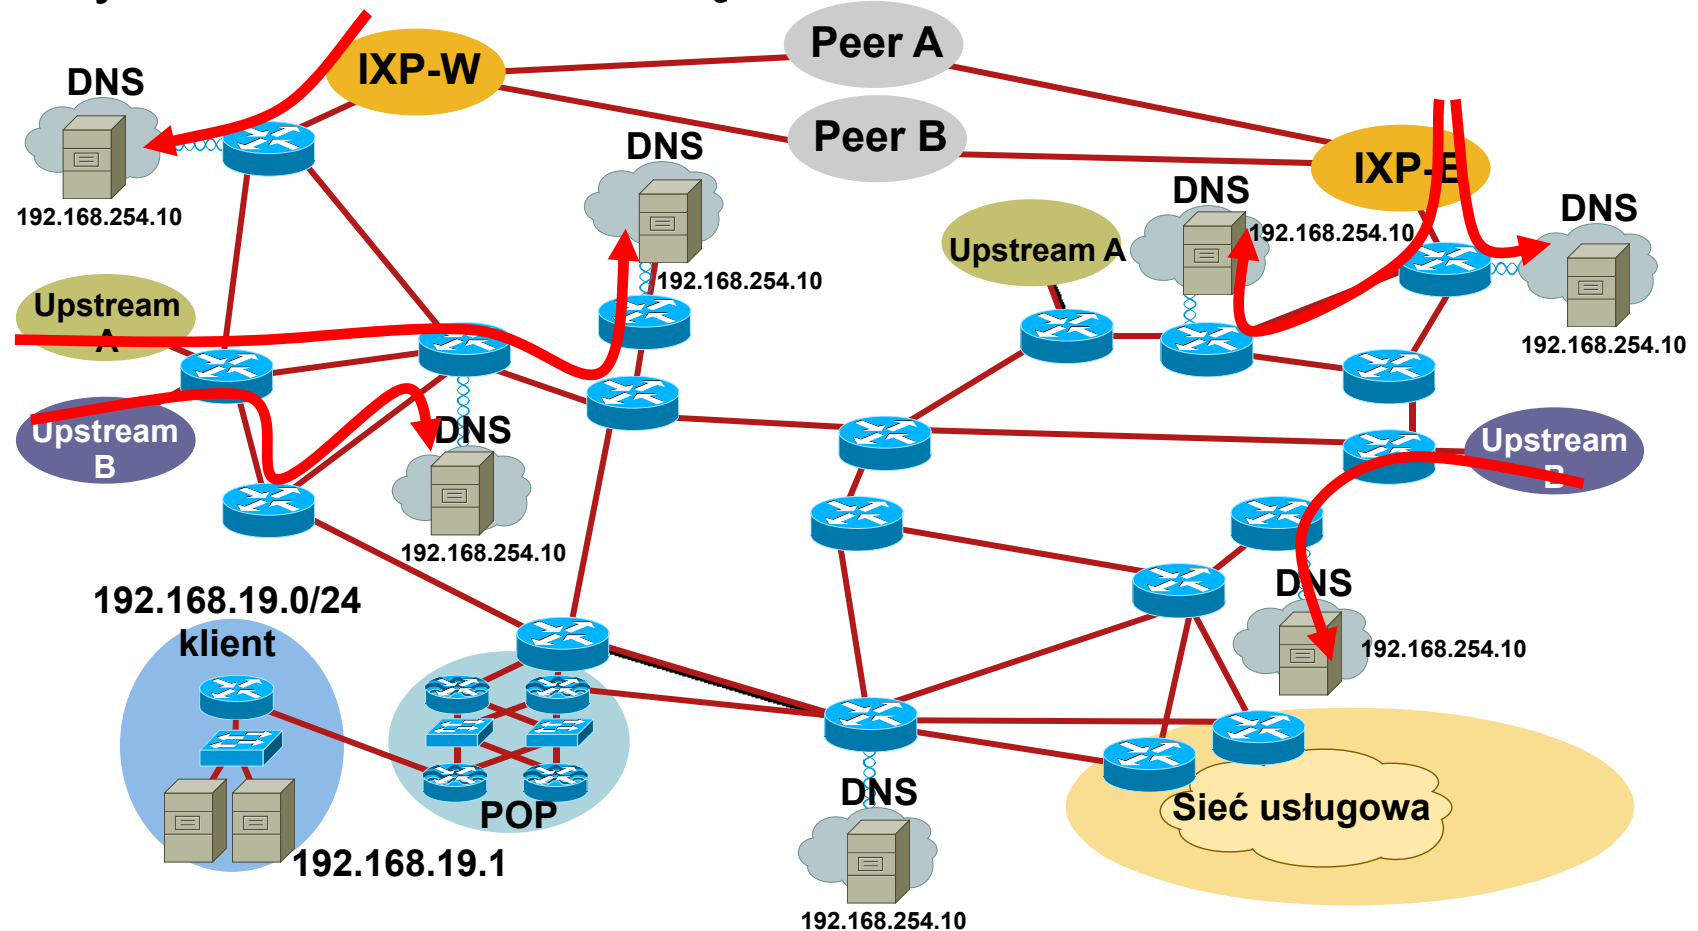 IXP-W
Peer A
DNS
192.168.254.10
Peer B
DNS
192.168.254.10
IXP-E
DNS
192.168.254.10
DNS
192.168.254.10
Upstream A
Upstream
A
Upstream
B
DNS
192.168.254.10
Upstream
B
DNS
192.168.254.10
192.168.19.0/24
klient
POP
192.168.19.1
DNS
192.168.254.10
Sieć usługowa